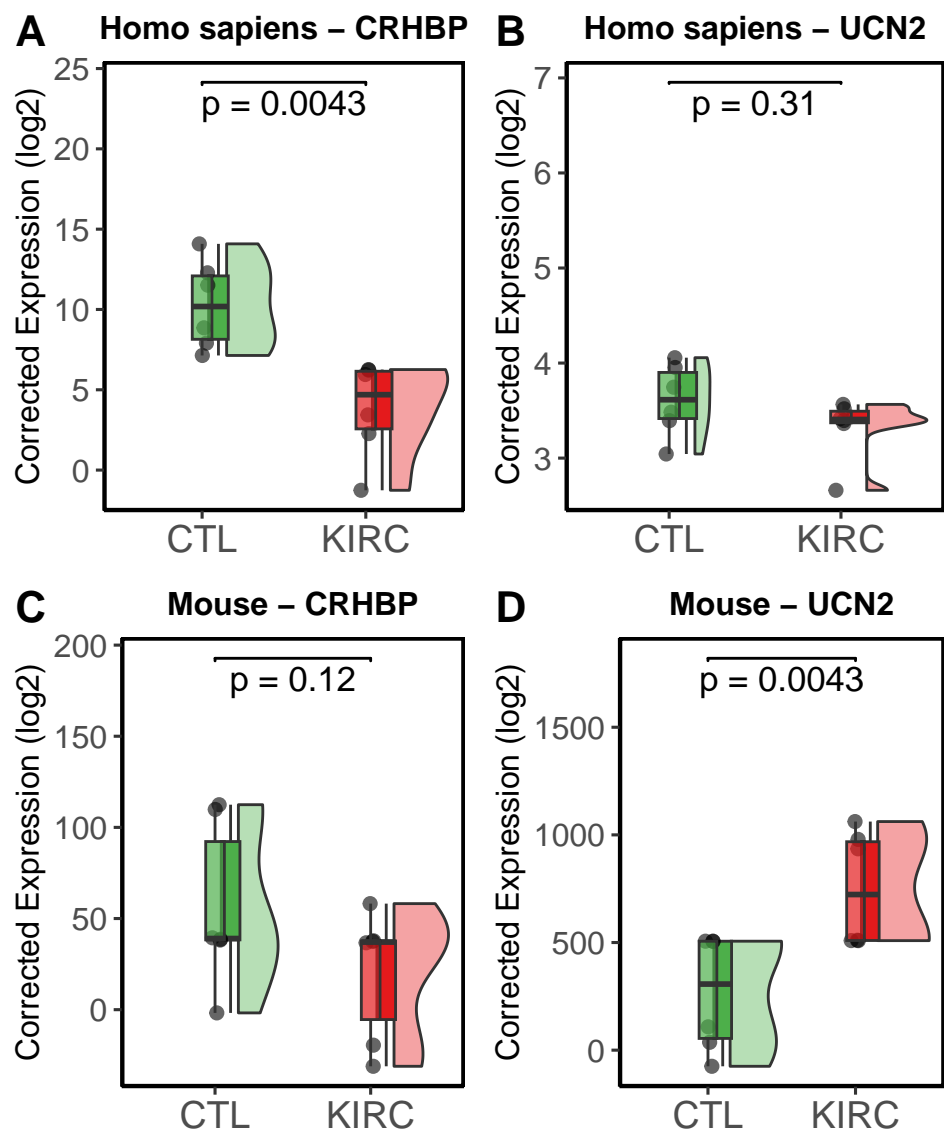 A
Homo sapiens – CRHBP
Corrected Expression (log2)
25
20
15
10
5
0
p = 0.0043
CTL
KIRC
B
Homo sapiens – UCN2
Corrected Expression (log2)
7
6
5
4
3
p = 0.31
CTL
KIRC
C
Mouse – CRHBP
Corrected Expression (log2)
200
150
100
50
0
p = 0.12
CTL
KIRC
D
Mouse – UCN2
Corrected Expression (log2)
1500
1000
500
0
p = 0.0043
CTL
KIRC